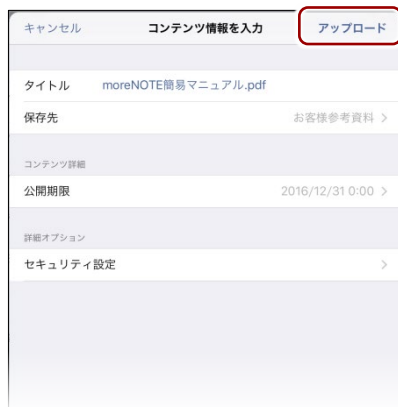 キャンセル コンテンツ情報を入力 アップロード
タイトル moreNOTE簡易マニュアル.pdf
保存先 お客様参考資料 >
コンテンツ詳細
公開期限 2016/12/31 0:00 >
詳細オプション
セキュリティ設定 >